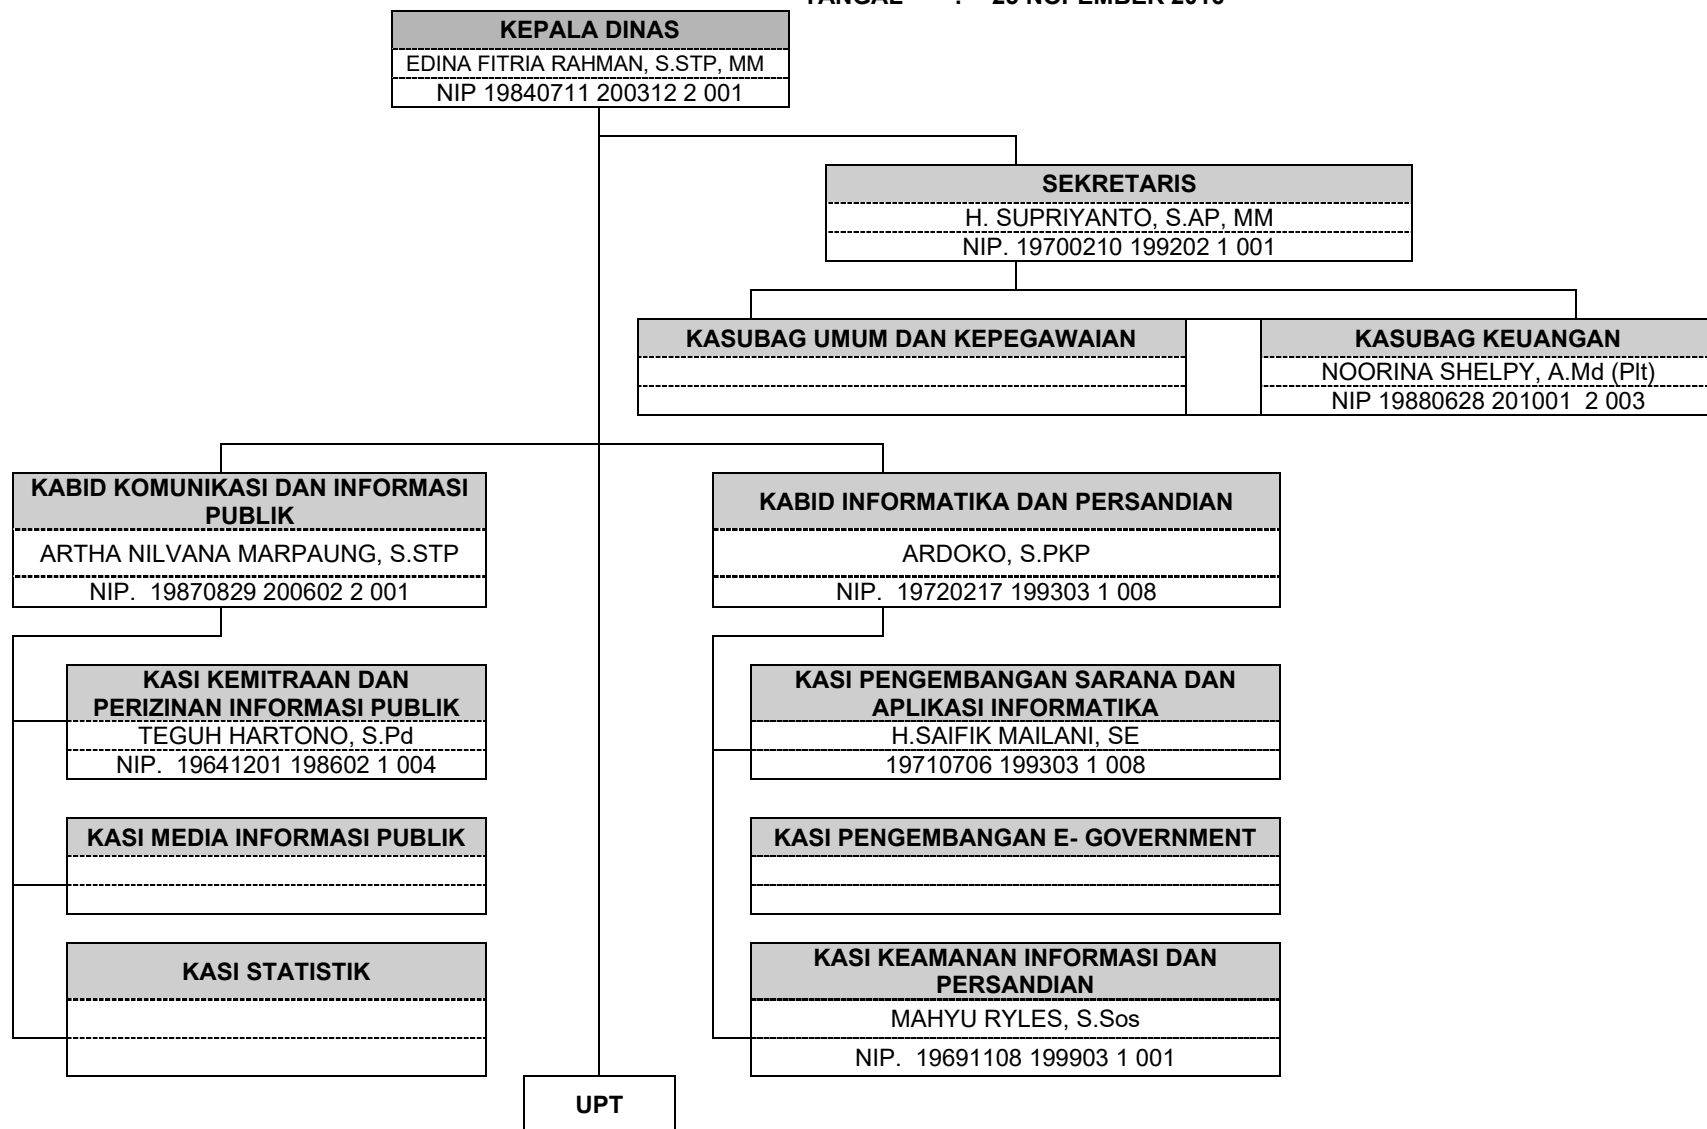 KEPALA DINAS
EDINA FITRIA RAHMAN, S.STP, MM
NIP 19840711 200312 2 001
SEKRETARIS
H. SUPRIYANTO, S.AP, MM
NIP. 19700210 199202 1 001
KASUBAG UMUM DAN KEPEGAWAIAN
KASUBAG KEUANGAN
NOORINA SHELPY, A.Md (Plt)
NIP 19880628 201001  2 003
KABID KOMUNIKASI DAN INFORMASI
PUBLIK
ARTHA NILVANA MARPAUNG, S.STP
NIP.  19870829 200602 2 001
KABID INFORMATIKA DAN PERSANDIAN
ARDOKO, S.PKP
NIP.  19720217 199303 1 008
KASI KEMITRAAN DAN
PERIZINAN INFORMASI PUBLIK
TEGUH HARTONO, S.Pd
NIP.  19641201 198602 1 004
KASI PENGEMBANGAN SARANA DAN
APLIKASI INFORMATIKA
H.SAIFIK MAILANI, SE
19710706 199303 1 008
KASI MEDIA INFORMASI PUBLIK
KASI PENGEMBANGAN E- GOVERNMENT
KASI STATISTIK
KASI KEAMANAN INFORMASI DAN
PERSANDIAN
MAHYU RYLES, S.Sos
NIP.  19691108 199903 1 001
UPT